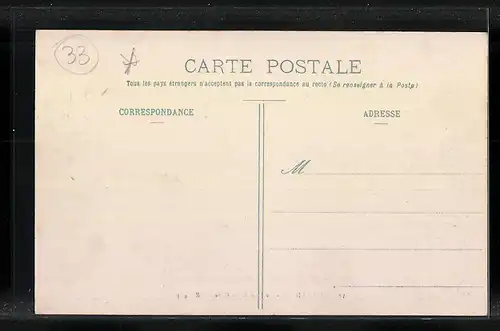 33
CARTE POSTALE
Tous les pays étrangers n'acceptent pas la correspondance au recto (Se renseigner à la Poste)
CORRESPONDANCE
ADRESSE
M